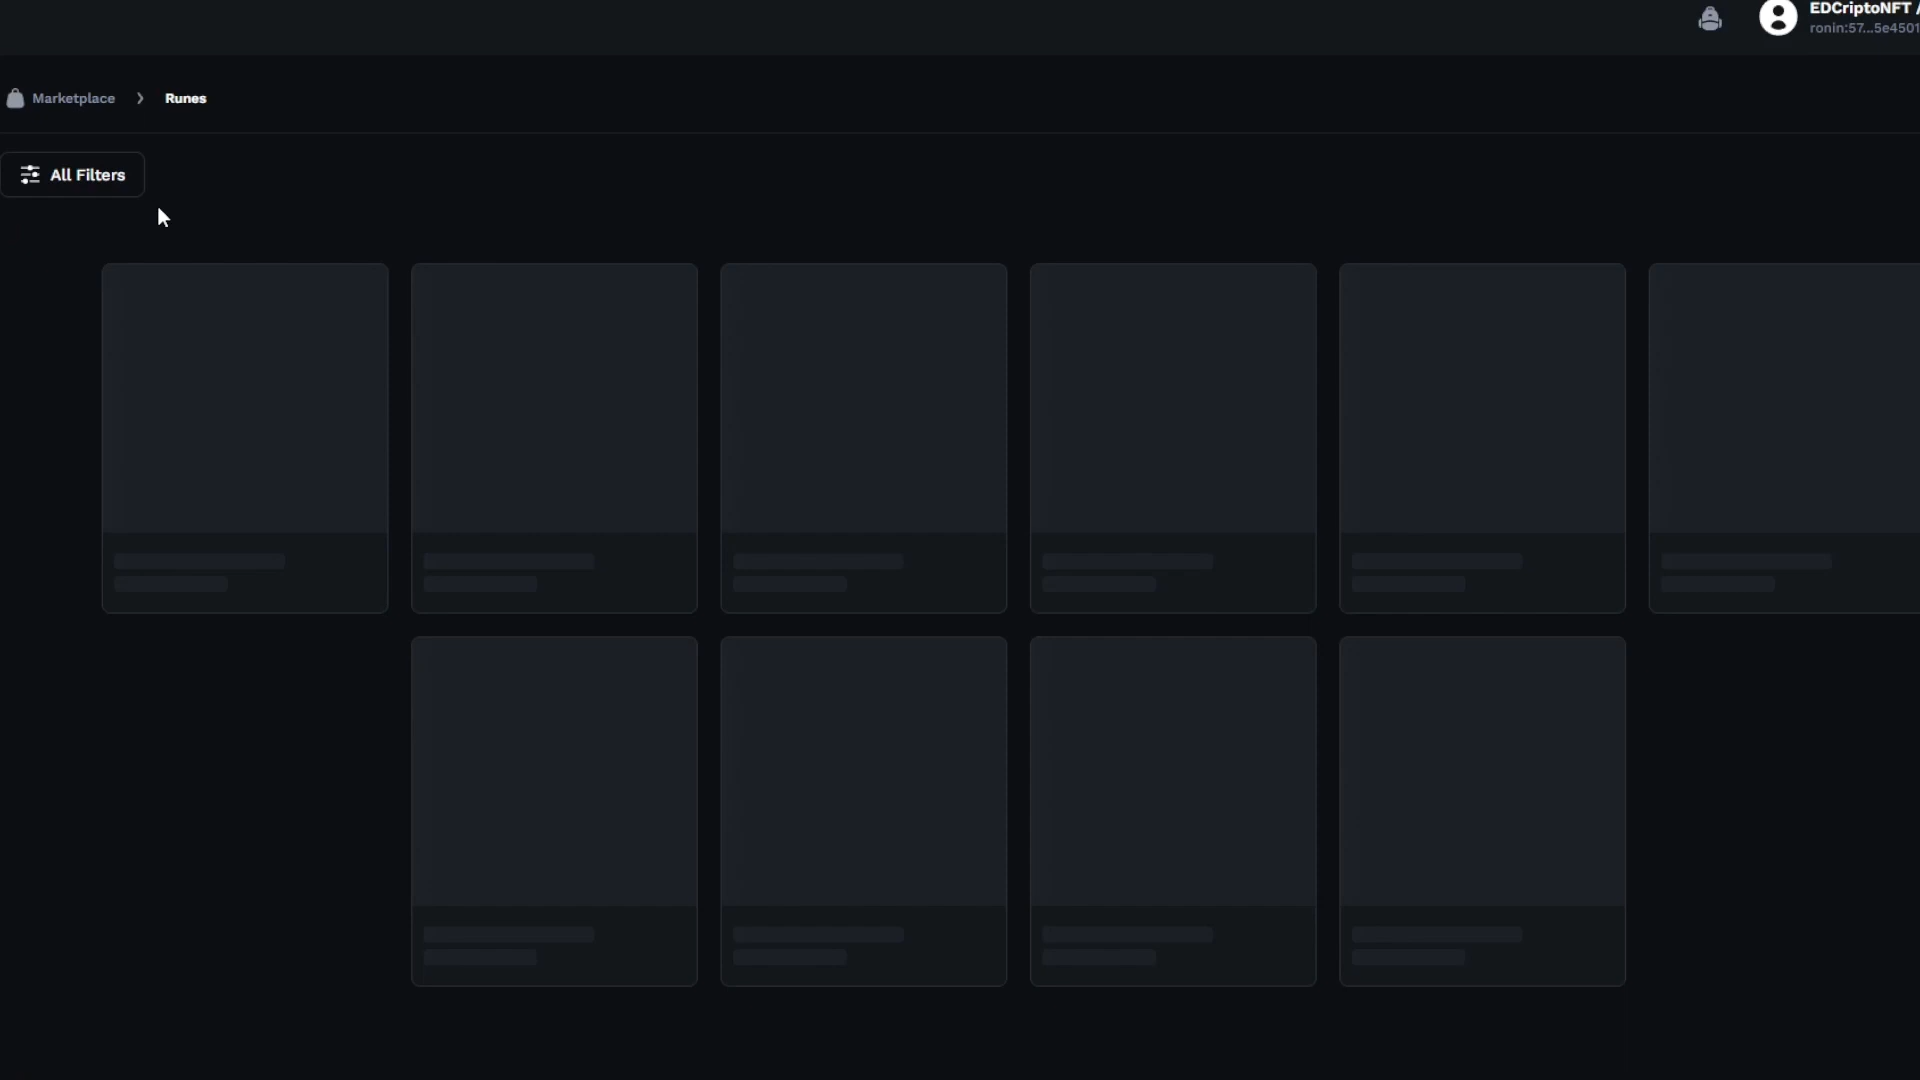 EDCriptoNFT /
ronin:57...5e4501
Marketplace
Runes
All Filters